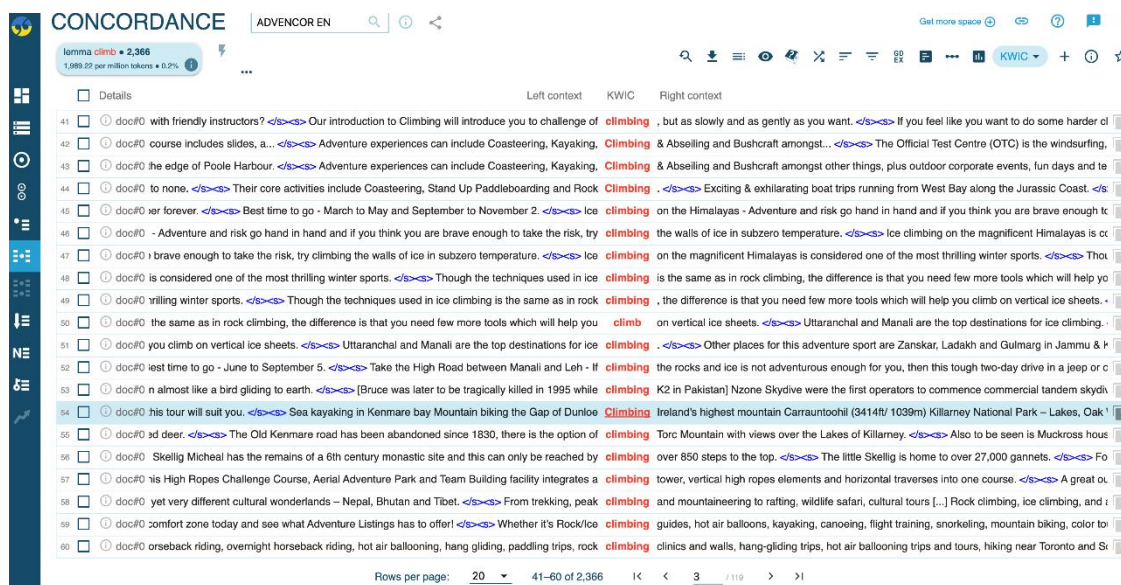 CONCORDANCE
ADVENCOR EN
Get more space
lemma climb • 2,366
1,989.22 per million tokens • 0.2%
KWIC
Details Left context KWIC Right context
41 doc#0 with friendly instructors? </s><s> Our introduction to Climbing will introduce you to challenge of climbing , but as slowly and as gently as you want. </s><s> If you feel like you want to do some harder cl
42 doc#0 course includes slides, a... </s><s> Adventure experiences can include Coasteering, Kayaking, Climbing & Abseiling and Bushcraft amongst... </s><s> The Official Test Centre (OTC) is the windsurfing,
43 doc#0 the edge of Poole Harbour. </s><s> Adventure experiences can include Coasteering, Kayaking, Climbing & Abseiling and Bushcraft amongst other things, plus outdoor corporate events, fun days and te
44 doc#0 to none. </s><s> Their core activities include Coasteering, Stand Up Paddleboarding and Rock Climbing . </s><s> Exciting & exhilarating boat trips running from West Bay along the Jurassic Coast. </s
45 doc#0 er forever. </s><s> Best time to go - March to May and September to November 2. </s><s> Ice climbing on the Himalayas - Adventure and risk go hand in hand and if you think you are brave enough to
46 doc#0 - Adventure and risk go hand in hand and if you think you are brave enough to take the risk, try climbing the walls of ice in subzero temperature. </s><s> Ice climbing on the magnificent Himalayas is co
47 doc#0 brave enough to take the risk, try climbing the walls of ice in subzero temperature. </s><s> Ice climbing on the magnificent Himalayas is considered one of the most thrilling winter sports. </s><s> Thou
48 doc#0 is considered one of the most thrilling winter sports. </s><s> Though the techniques used in ice climbing is the same as in rock climbing, the difference is that you need few more tools which will help yo
49 doc#0 rilling winter sports. </s><s> Though the techniques used in ice climbing is the same as in rock climbing , the difference is that you need few more tools which will help you climb on vertical ice sheets.
50 doc#0 the same as in rock climbing, the difference is that you need few more tools which will help you climb on vertical ice sheets. </s><s> Uttaranchal and Manali are the top destinations for ice climbing.
51 doc#0 you climb on vertical ice sheets. </s><s> Uttaranchal and Manali are the top destinations for ice climbing . </s><s> Other places for this adventure sport are Zanskar, Ladakh and Gulmarg in Jammu &
52 doc#0 est time to go - June to September 5. </s><s> Take the High Road between Manali and Leh - If climbing the rocks and ice is not adventurous enough for you, then this tough two-day drive in a jeep or c
53 doc#0 n almost like a bird gliding to earth. </s><s> [Bruce was later to be tragically killed in 1995 while climbing K2 in Pakistan] Nzone Skydive were the first operators to commence commercial tandem skydiv
54 doc#0 his tour will suit you. </s><s> Sea kayaking in Kenmare bay Mountain biking the Gap of Dunloe Climbing Ireland's highest mountain Carrauntoohil (3414ft/ 1039m) Killarney National Park – Lakes, Oak
55 doc#0 ed deer. </s><s> The Old Kenmare road has been abandoned since 1830, there is the option of climbing Torc Mountain with views over the Lakes of Killarney. </s><s> Also to be seen is Muckross hous
56 doc#0 Skellig Micheal has the remains of a 6th century monastic site and this can only be reached by climbing over 850 steps to the top. </s><s> The little Skellig is home to over 27,000 gannets. </s><s> Fo
57 doc#0 his High Ropes Challenge Course, Aerial Adventure Park and Team Building facility integrates a climbing tower, vertical high ropes elements and horizontal traverses into one course. </s><s> A great ou
58 doc#0 yet very different cultural wonderlands – Nepal, Bhutan and Tibet. </s><s> From trekking, peak climbing and mountaineering to rafting, wildlife safari, cultural tours [...] Rock climbing, ice climbing, and
59 doc#0 comfort zone today and see what Adventure Listings has to offer! </s><s> Whether it's Rock/Ice climbing guides, hot air balloons, kayaking, canoeing, flight training, snorkeling, mountain biking, color to
60 doc#0 orseback riding, overnight horseback riding, hot air ballooning, hang gliding, paddling trips, rock climbing clinics and walls, hang-gliding trips, hot air ballooning trips and tours, hiking near Toronto and
Rows per page: 20 41–60 of 2,366 3 / 119